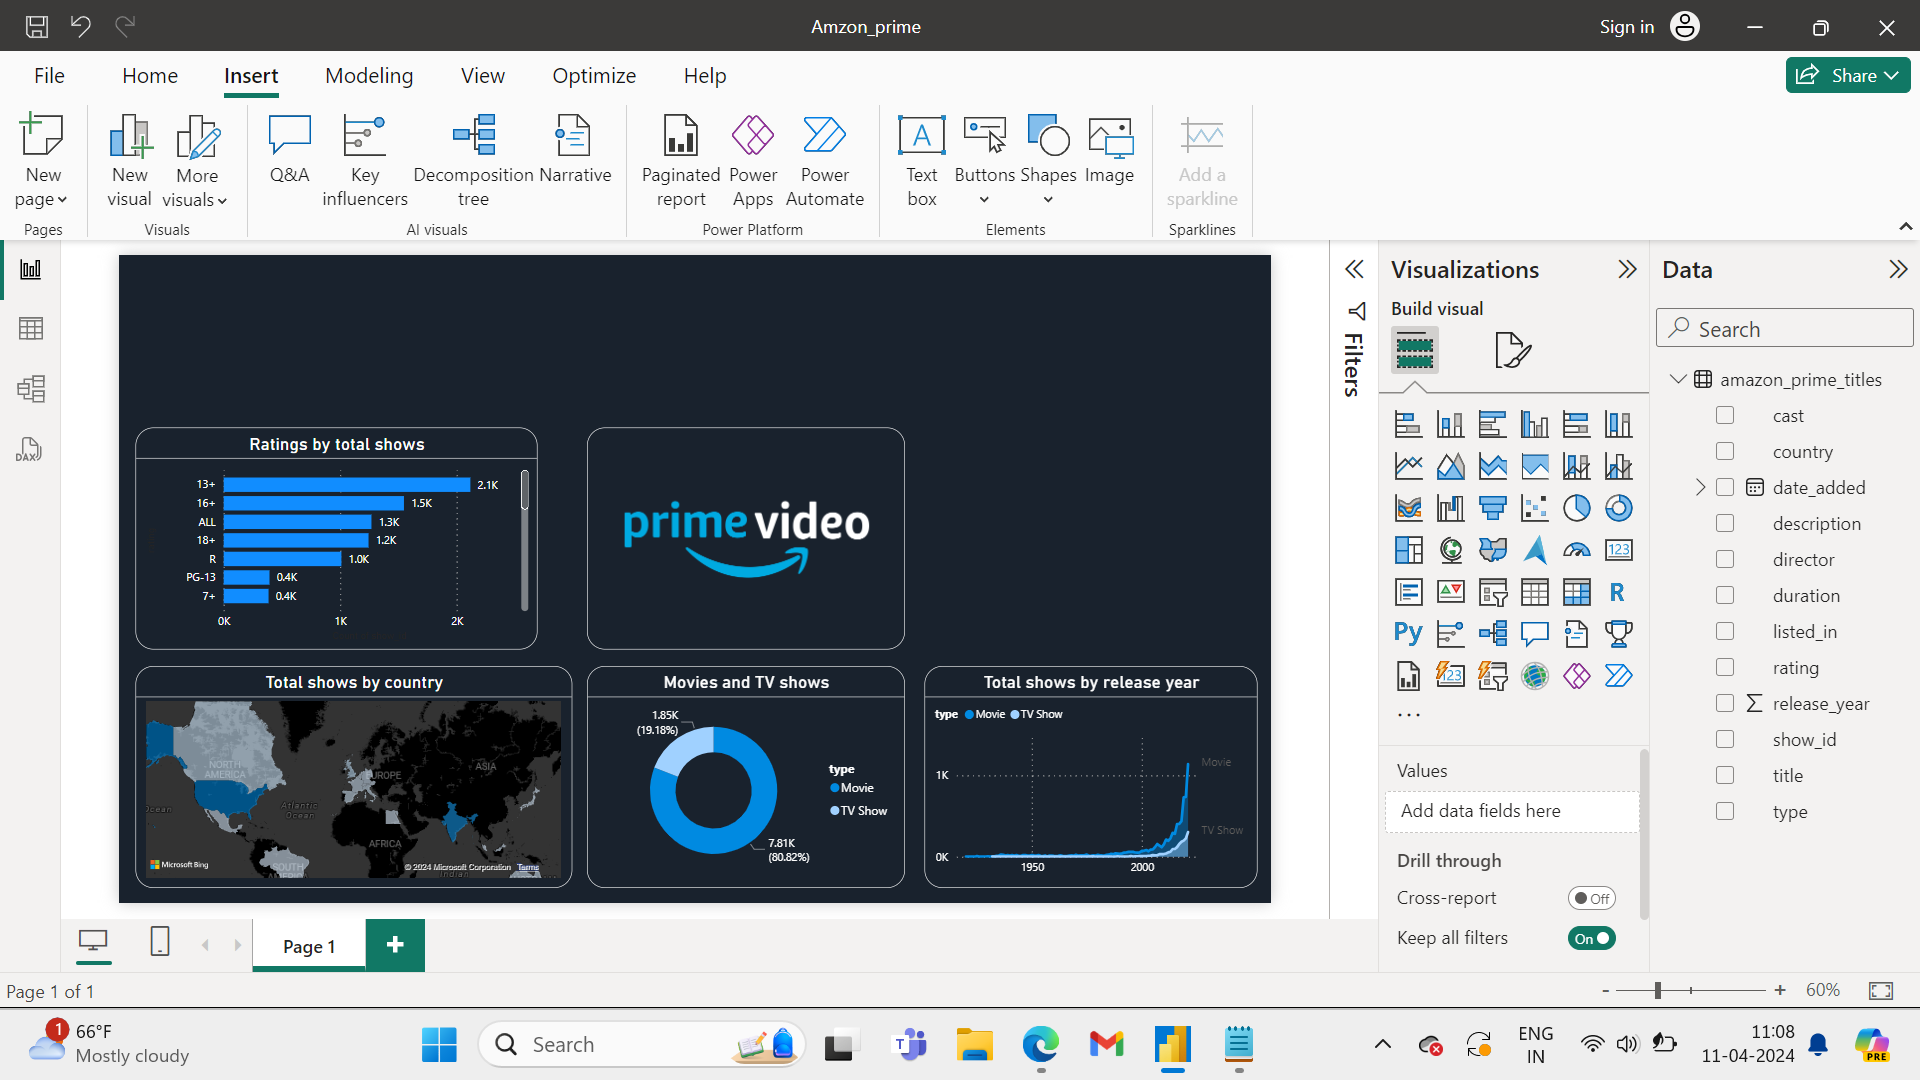 Amzon_prime
Sign in
File Home Insert Modeling View Optimize Help
Share
New page
New visual
More visuals
Q&A
Key influencers
Decomposition tree
Narrative
Paginated report
Power Apps
Power Automate
Text box
Buttons
Shapes
Image
Add a sparkline
Pages Visuals AI visuals Power Platform Elements Sparklines
DAX
Ratings by total shows
13+ 2.1K
16+ 1.5K
ALL 1.3K
18+ 1.2K
R 1.0K
PG-13 0.4K
7+ 0.4K
0K 1K 2K
prime video
Total shows by country
NORTH AMERICA
EUROPE
ASIA
Atlantic Ocean
Ocean
AFRICA
SOUTH
Indian
Microsoft Bing
© 2024 Microsoft Corporation Terms
Movies and TV shows
1.85K
(19.18%)
type
Movie
TV Show
7.81K
(80.82%)
Total shows by release year
type Movie TV Show
1K
Movie
TV Show
0K
1950 2000
Filters
Visualizations
Build visual
123
R
Py
123
...
Values
Add data fields here
Drill through
Cross-report Off
Keep all filters On
Data
Search
amazon_prime_titles
cast
country
date_added
description
director
duration
listed_in
rating
release_year
show_id
title
type
Page 1
+
Page 1 of 1
- + 60%
1
66°F
Mostly cloudy
Search
T
ENG
IN
11:08
11-04-2024
PRE